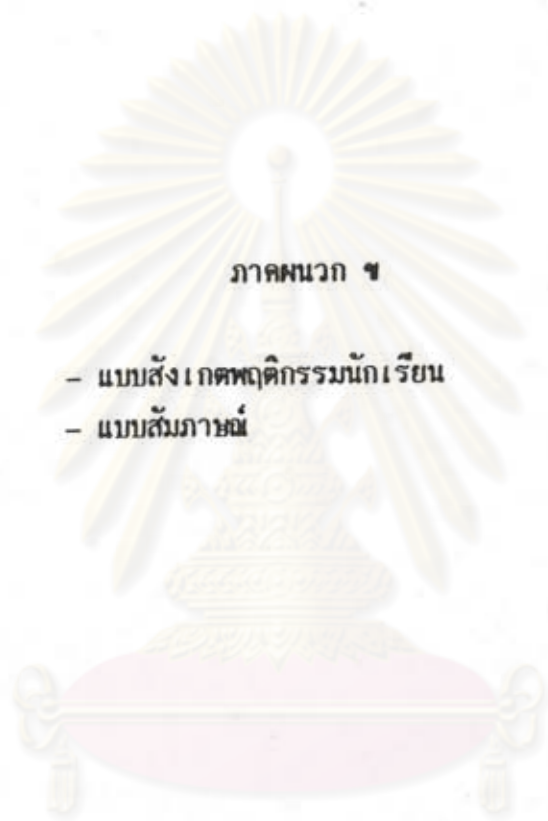 ภาคผนวก ข
- แบบสังเกตพฤติกรรมนักเรียน
- แบบสัมภาษณ์